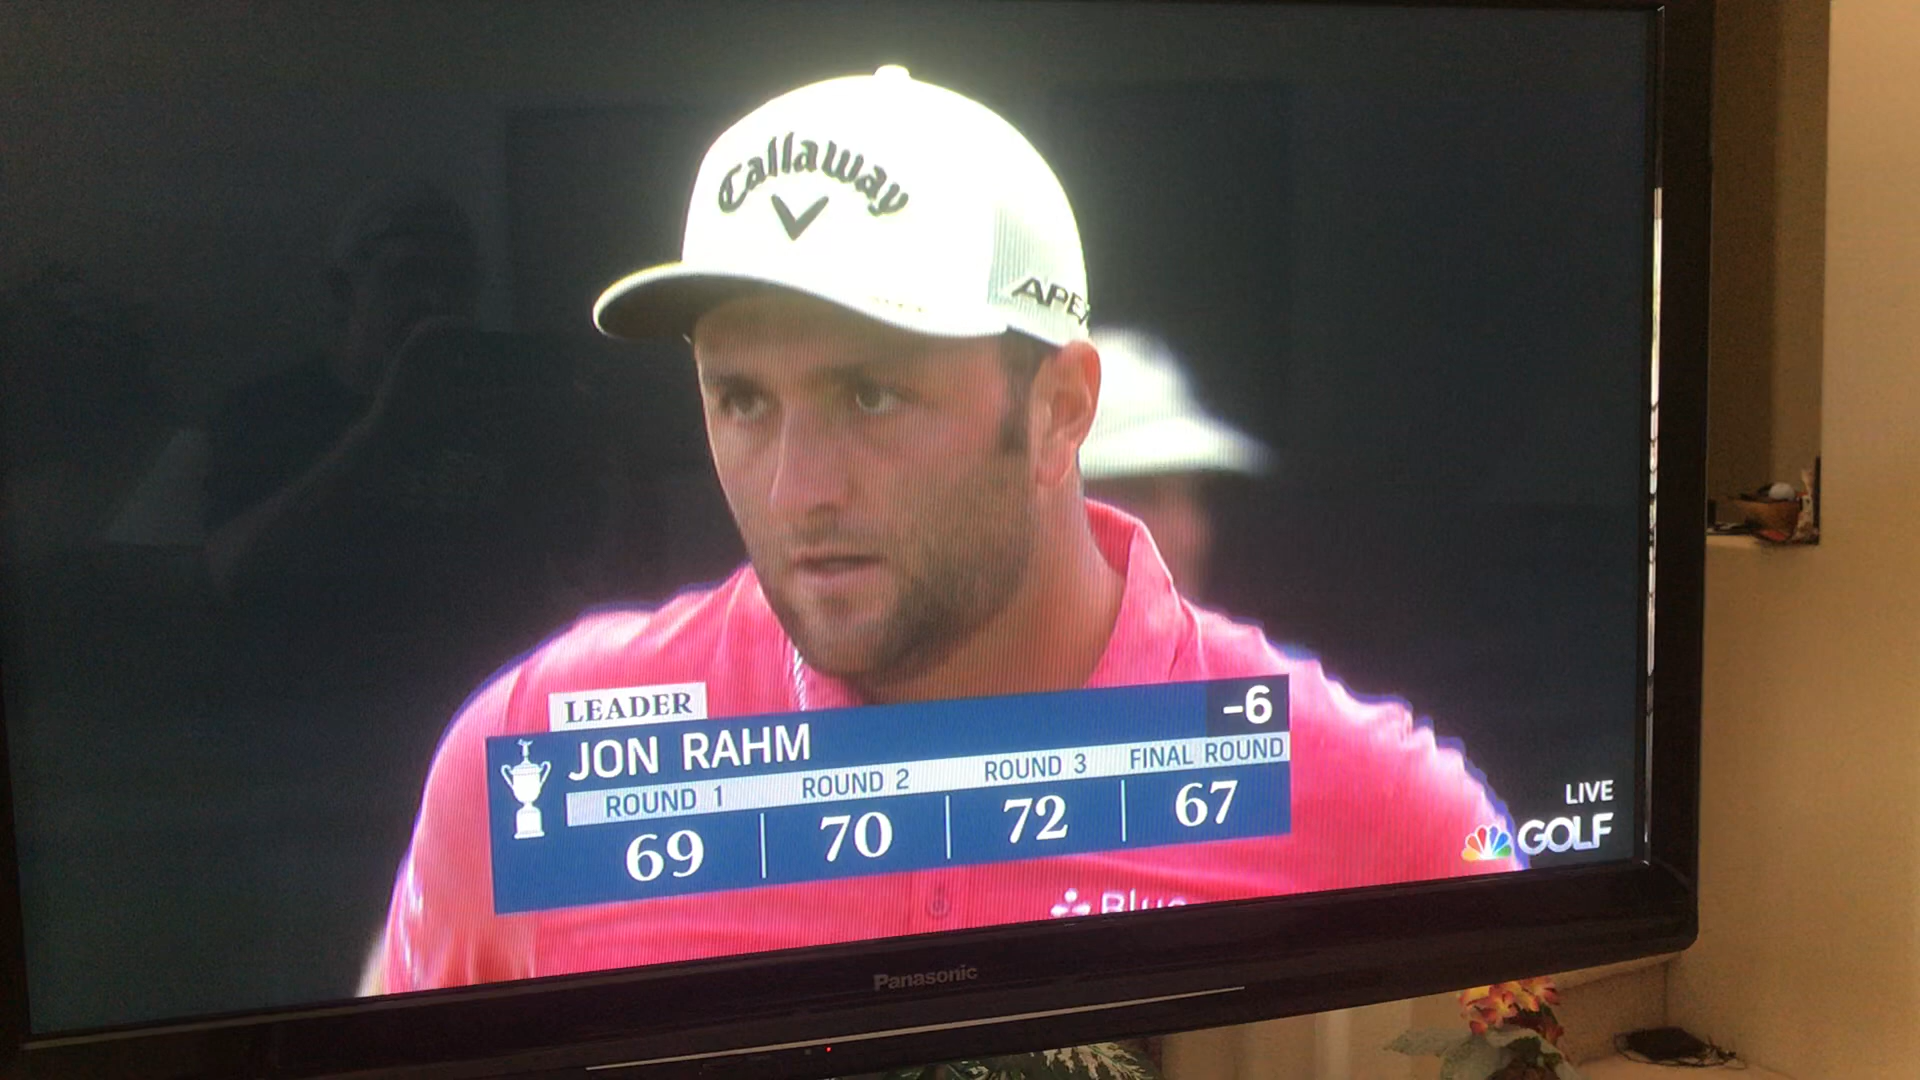 Callaway
APEX
LEADER
JON RAHM -6
ROUND 1 ROUND 2 ROUND 3 FINAL ROUND
69 70 72 67
LIVE
GOLF
Blue
Panasonic